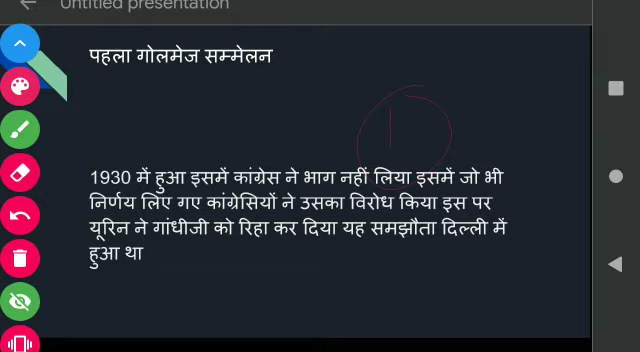 Untitled presentation
पहला गोलमेज सम्मेलन
1930 में हुआ इसमें कांग्रेस ने भाग नहीं लिया इसमें जो भी
निर्णय लिए गए कांग्रेसियों ने उसका विरोध किया इस पर
यूरिन ने गांधीजी को रिहा कर दिया यह समझौता दिल्ली में
हुआ था